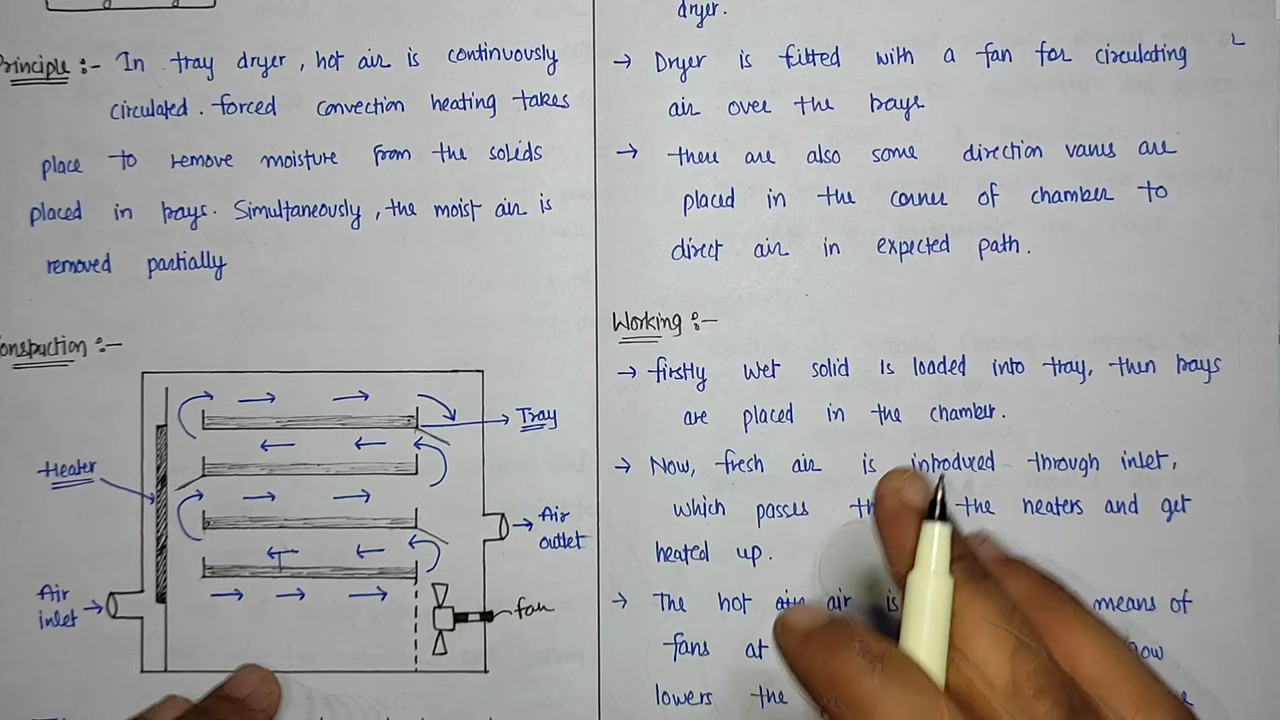 Principle :- In tray dryer, hot air is continuously
circulated. forced convection heating takes
place to remove moisture from the solids
placed in trays. Simultaneously, the moist air is
removed partially
Construction :-
Tray
Heater
Air
outlet
Air
inlet
fan
dryer.
→ Dryer is fitted with a fan for circulating
air over the trays
→ there are also some direction vanes are
placed in the corner of chamber to
direct air in expected path.
Working :-
→ firstly wet solid is loaded into tray, then trays
are placed in the chamber.
→ Now, fresh air is introduced through inlet,
which passes the heaters and get
heated up.
→ The hot air is means of
fans at
lowers the